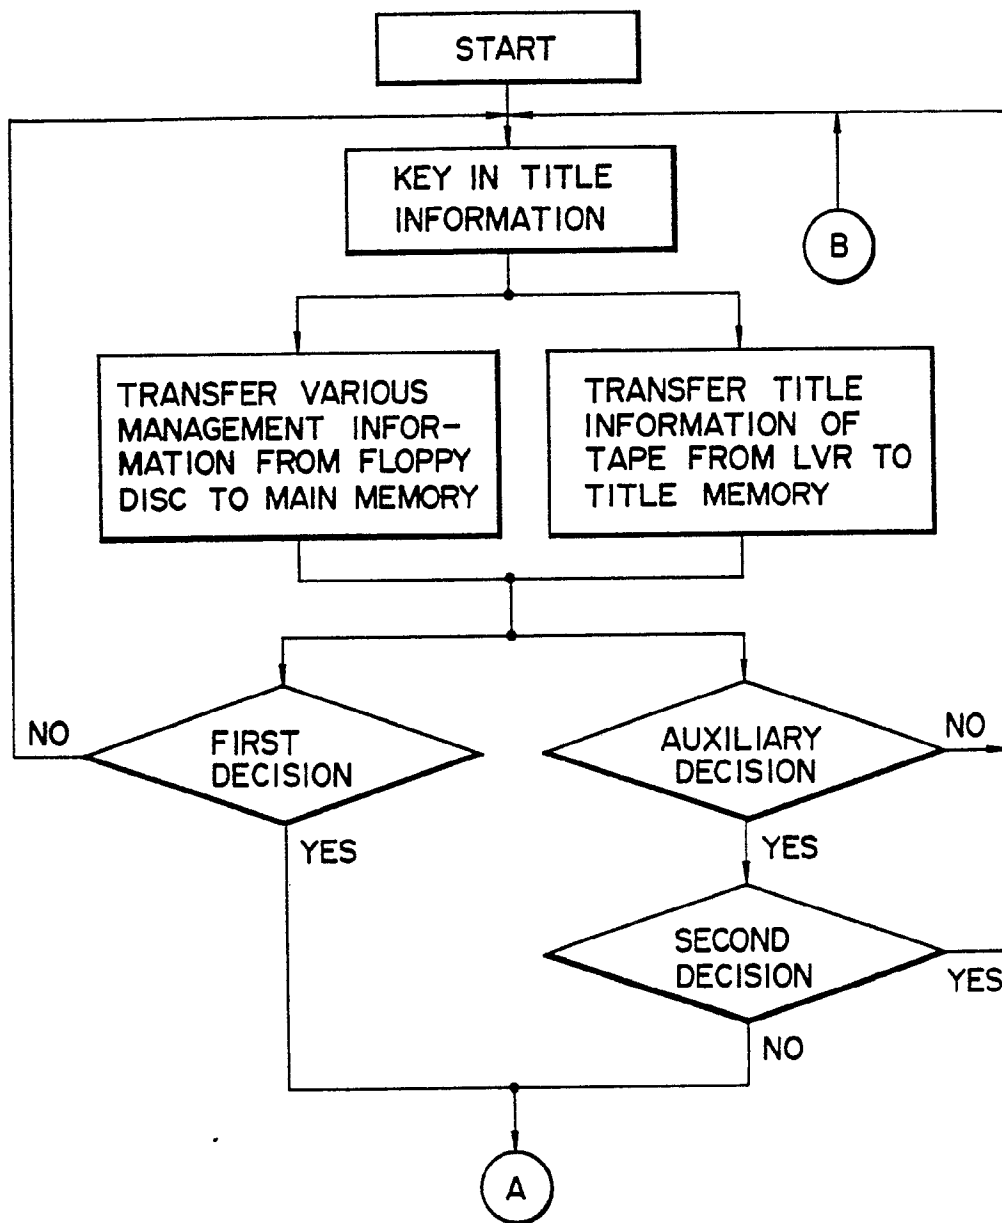 START
KEY IN TITLE
INFORMATION
B
TRANSFER VARIOUS
MANAGEMENT INFOR-
MATION FROM FLOPPY
DISC TO MAIN MEMORY
TRANSFER TITLE
INFORMATION OF
TAPE FROM LVR TO
TITLE MEMORY
NO
FIRST
DECISION
YES
AUXILIARY
DECISION
NO
YES
SECOND
DECISION
YES
NO
A